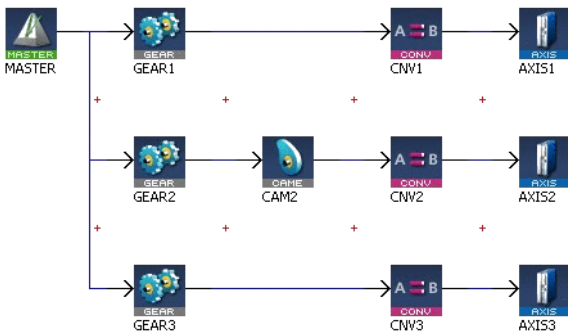 MASTER GEAR A B CONV AXIS
MASTER GEAR1 CNV1 AXIS1
GEAR CAME A B CONV AXIS
GEAR2 CAM2 CNV2 AXIS2
GEAR A B CONV AXIS
GEAR3 CNV3 AXIS3